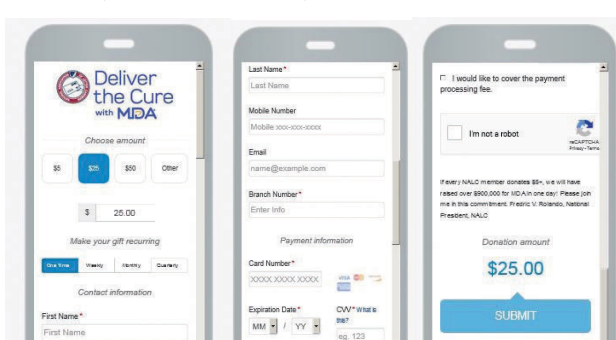 Deliver
the Cure
with MDA
Choose amount
$5 $25 $50 Other
$ 25.00
Make your gift recurring
One Time Weekly Monthly Quarterly
Contact information
First Name*
First Name
Last Name*
Last Name
Mobile Number
Mobile xxx-xxx-xxxx
Email
name@example.com
Branch Number*
Enter Info
Payment information
Card Number*
XXXX XXXX XXXX
VISA
Expiration Date* CVV* What is
this?
MM / YY
eg. 123
I would like to cover the payment
processing fee.
I'm not a robot
reCAPTCHA
Privacy - Terms
If every NALC member donates $5+, we will have
raised over $900,000 for MDA in one day! Please join
me in this commitment. Fredric V. Rolando, National
President, NALC
Donation amount
$25.00
SUBMIT